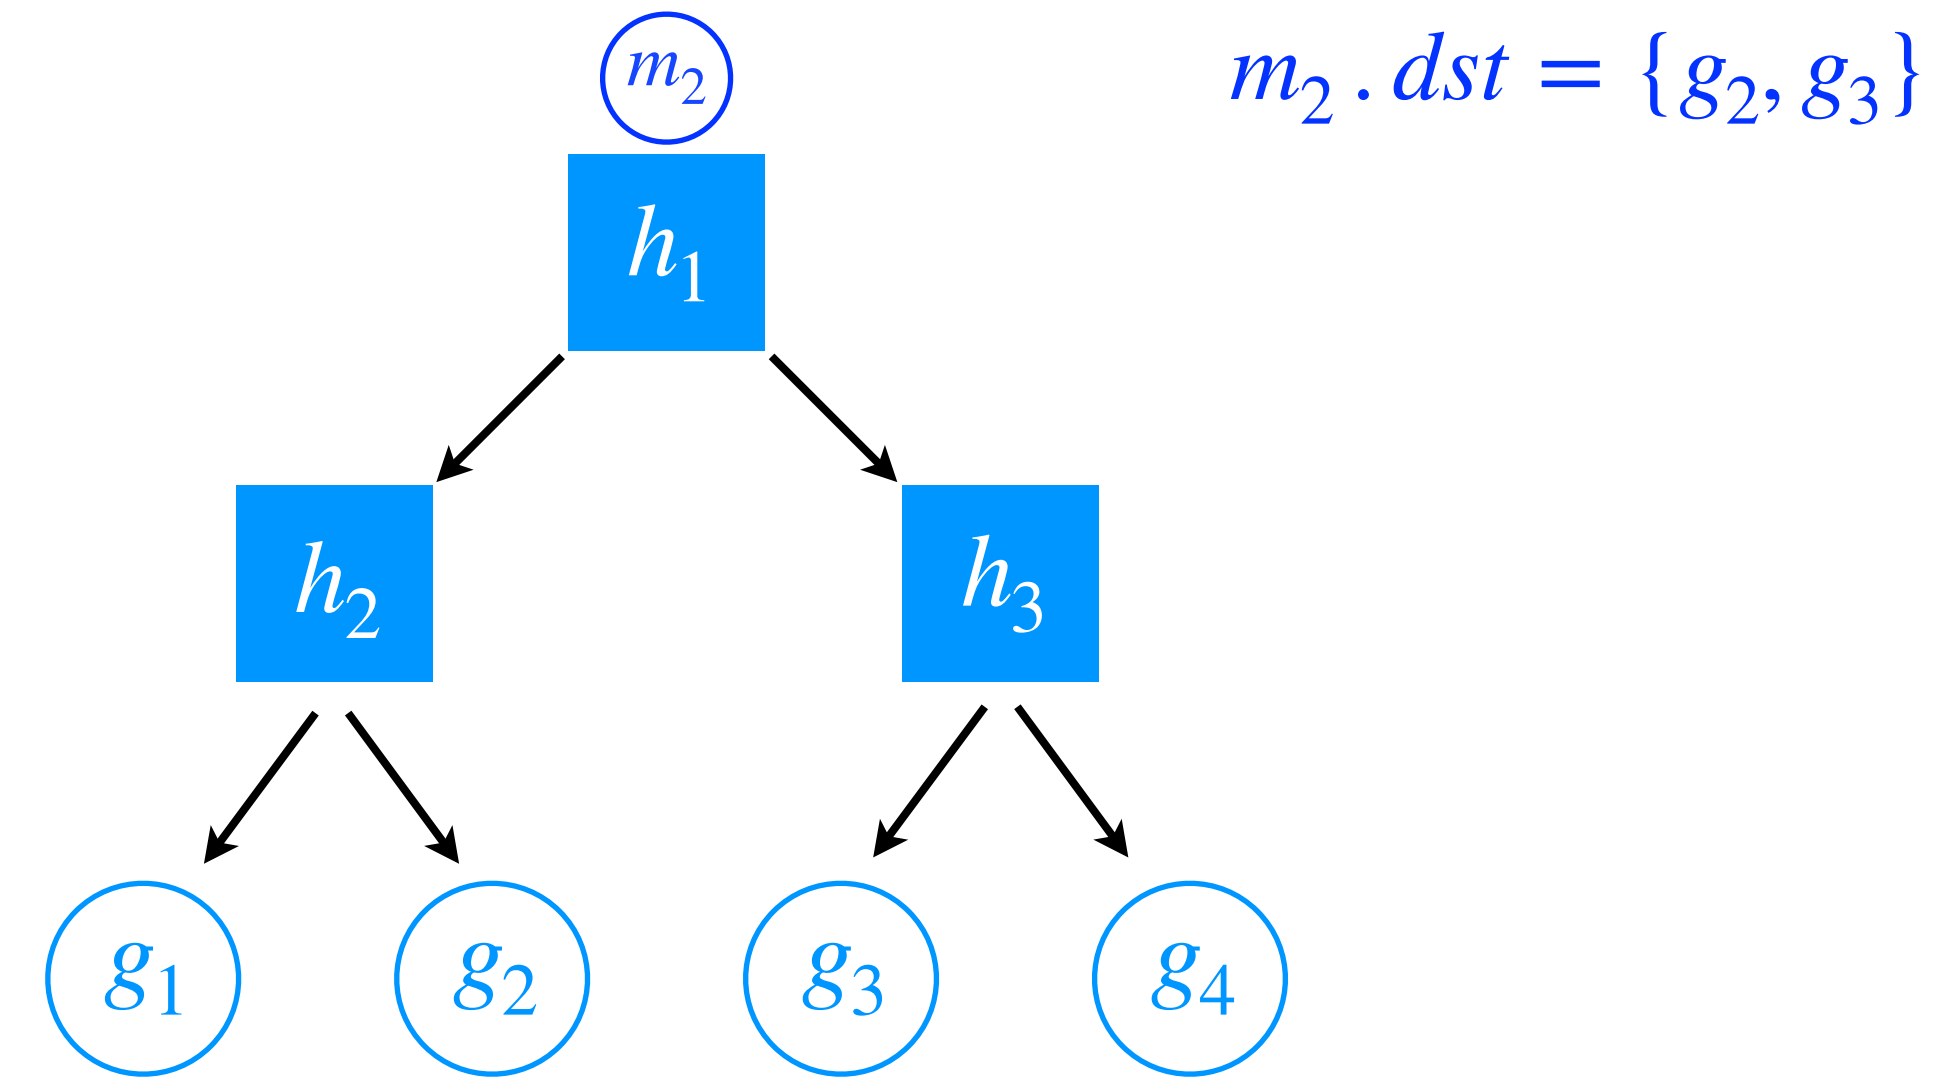 m₂ m₂ . dst = {g₂, g₃}
h₁
h₂ h₃
g₁ g₂ g₃ g₄